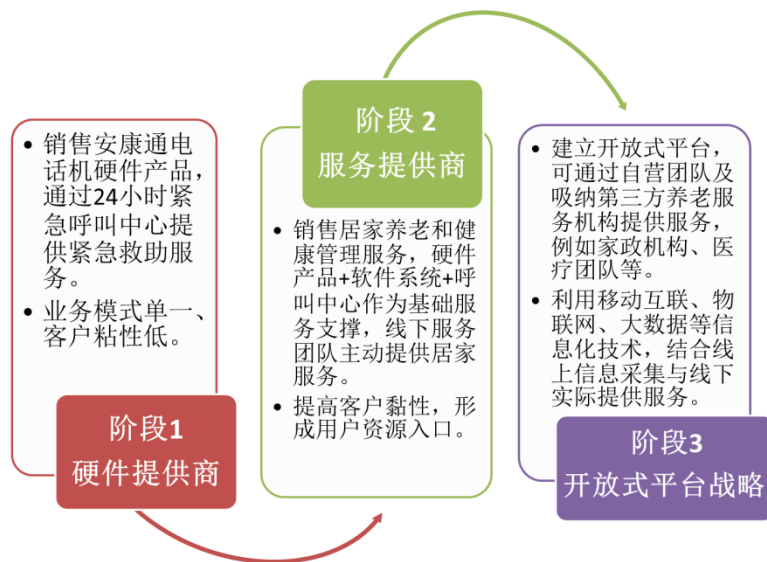 • 销售安康通电
话机硬件产品，
通过24小时紧
急呼叫中心提
供紧急救助服
务。
• 业务模式单一、
客户粘性低。
阶段1
硬件提供商
阶段 2
服务提供商
• 销售居家养老和健
康管理服务，硬件
产品+软件系统+呼
叫中心作为基础服
务支撑，线下服务
团队主动提供居家
服务。
• 提高客户黏性，形
成用户资源入口。
• 建立开放式平台，
可通过自营团队及
吸纳第三方养老服
务机构提供服务，
例如家政机构、医
疗团队等。
• 利用移动互联、物
联网、大数据等信
息化技术，结合线
上信息采集与线下
实际提供服务。
阶段3
开放式平台战略